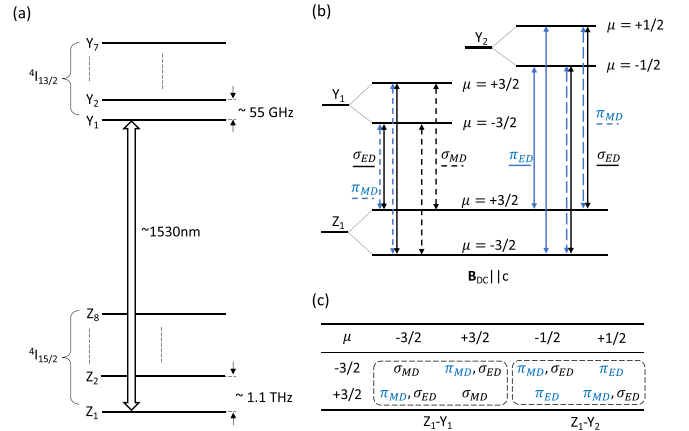 (a)
Y7
⁴I13/2
Y2
Y1
~ 55 GHz
~1530nm
Z8
⁴I15/2
Z2
Z1
~ 1.1 THz
(b)
Y2
μ = +1/2
μ = -1/2
Y1
μ = +3/2
μ = -3/2
σED
πMD
σMD
πED
πMD
σED
Z1
μ = +3/2
μ = -3/2
BDC||c
(c)
μ -3/2 +3/2 -1/2 +1/2
-3/2 σMD πMD, σED πMD, σED πED
+3/2 πMD, σED σMD πED πMD, σED
Z1-Y1 Z1-Y2